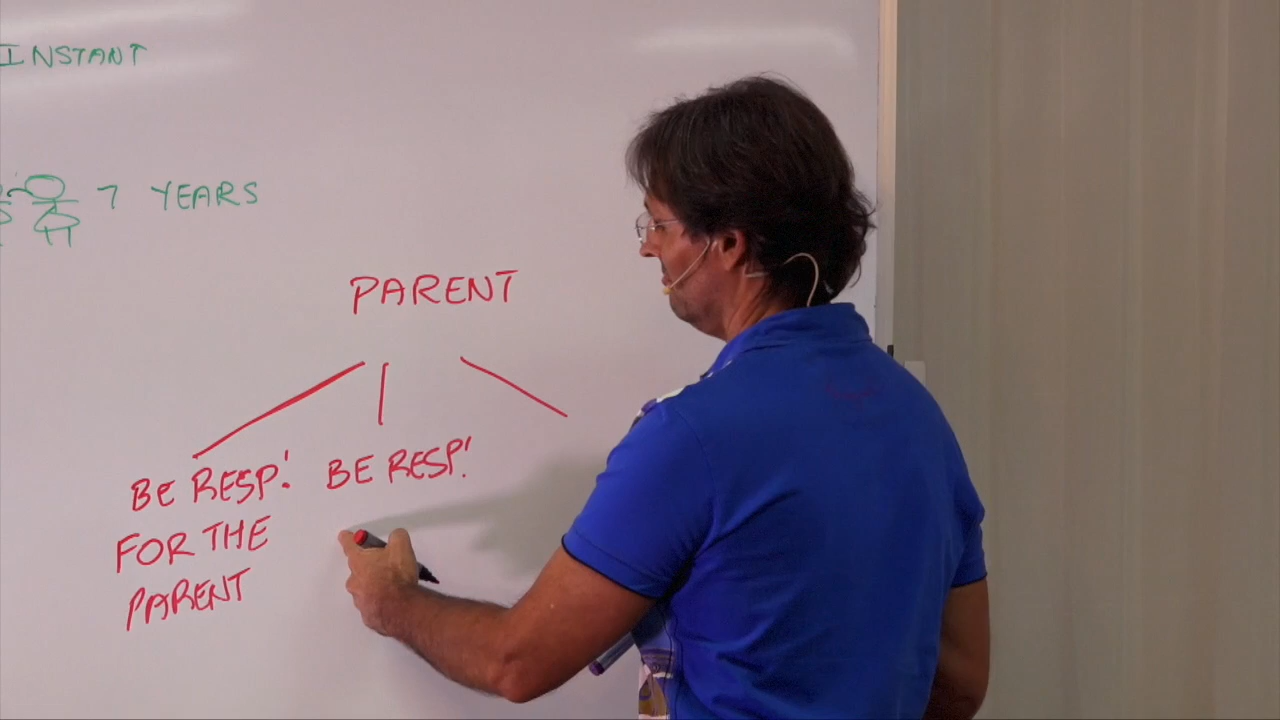 INSTANT
7 YEARS
PARENT
BE RESP!
FOR THE
PARENT
BE RESP!